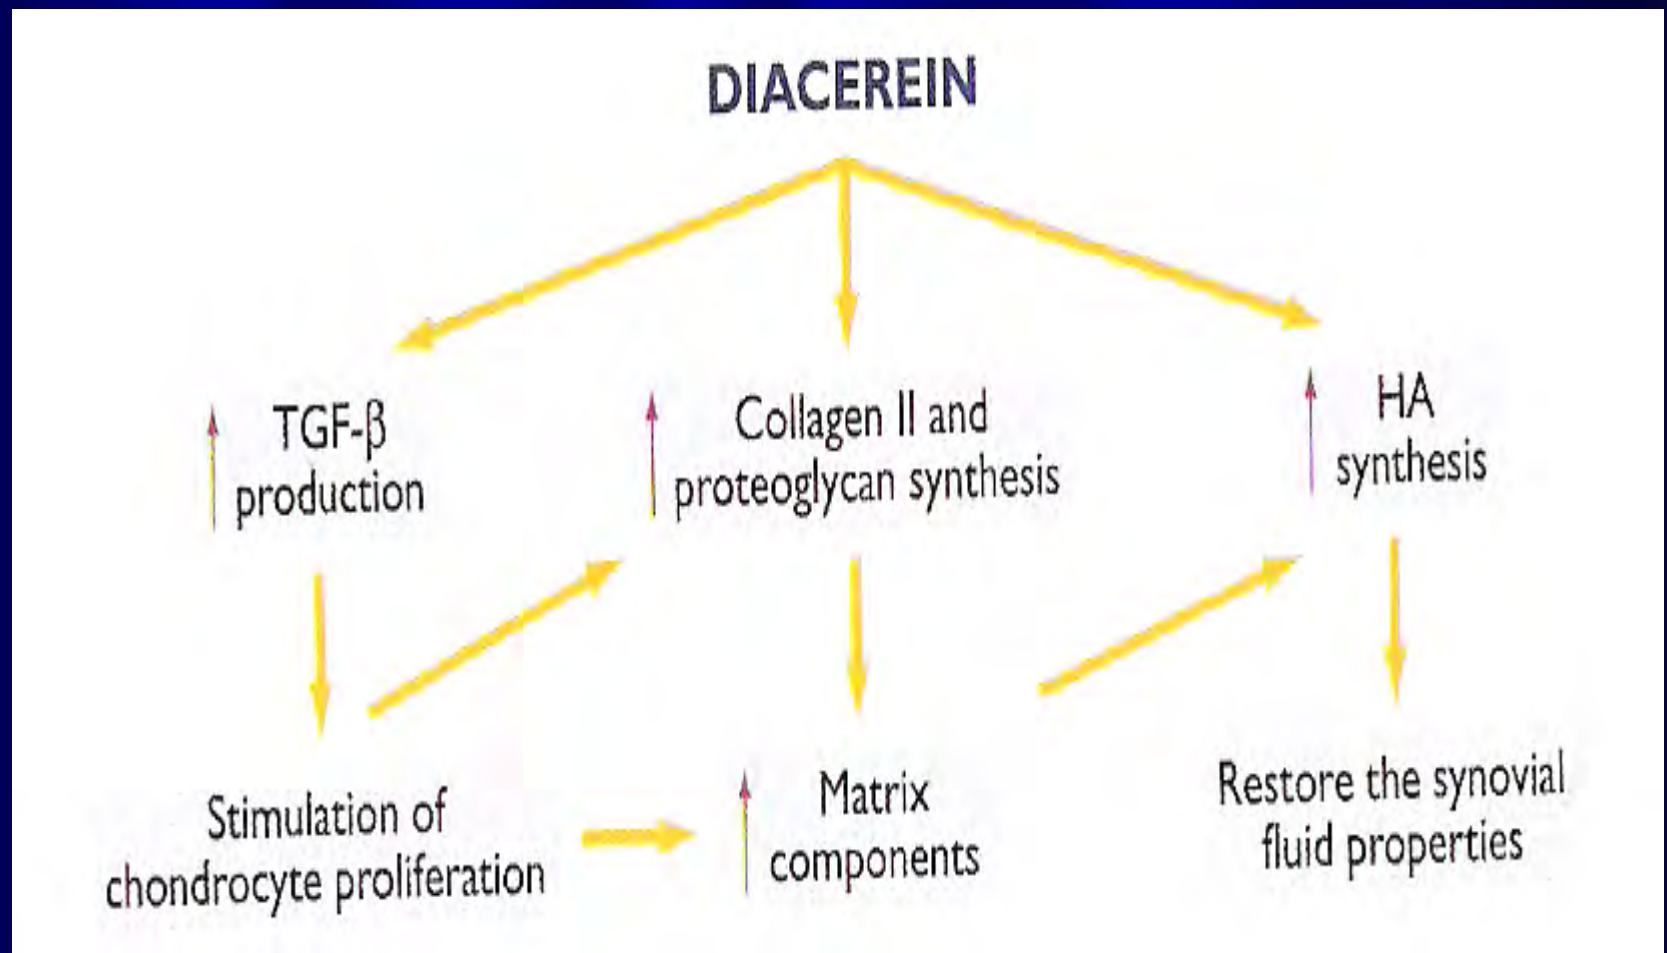 DIACEREIN
TGF-β
production
Collagen II and
proteoglycan synthesis
HA
synthesis
Stimulation of
chondrocyte proliferation
Matrix
components
Restore the synovial
fluid properties